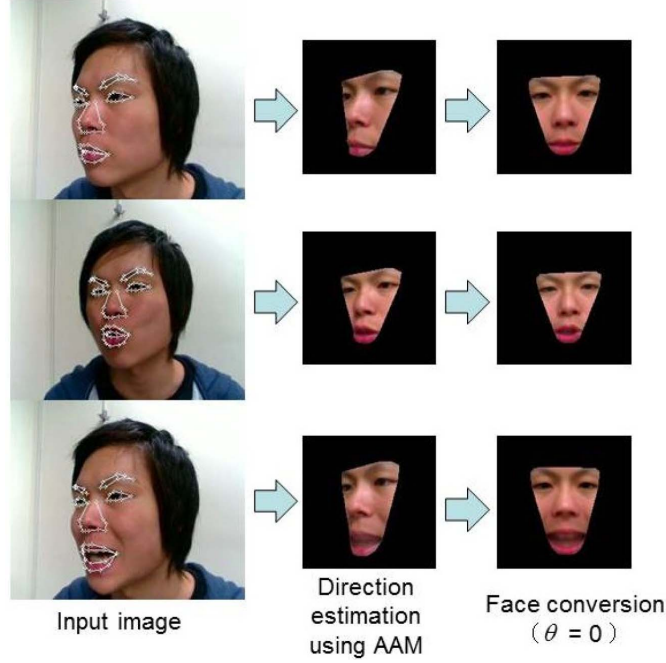 Input image
Direction
estimation
using AAM
Face conversion
（θ = 0）